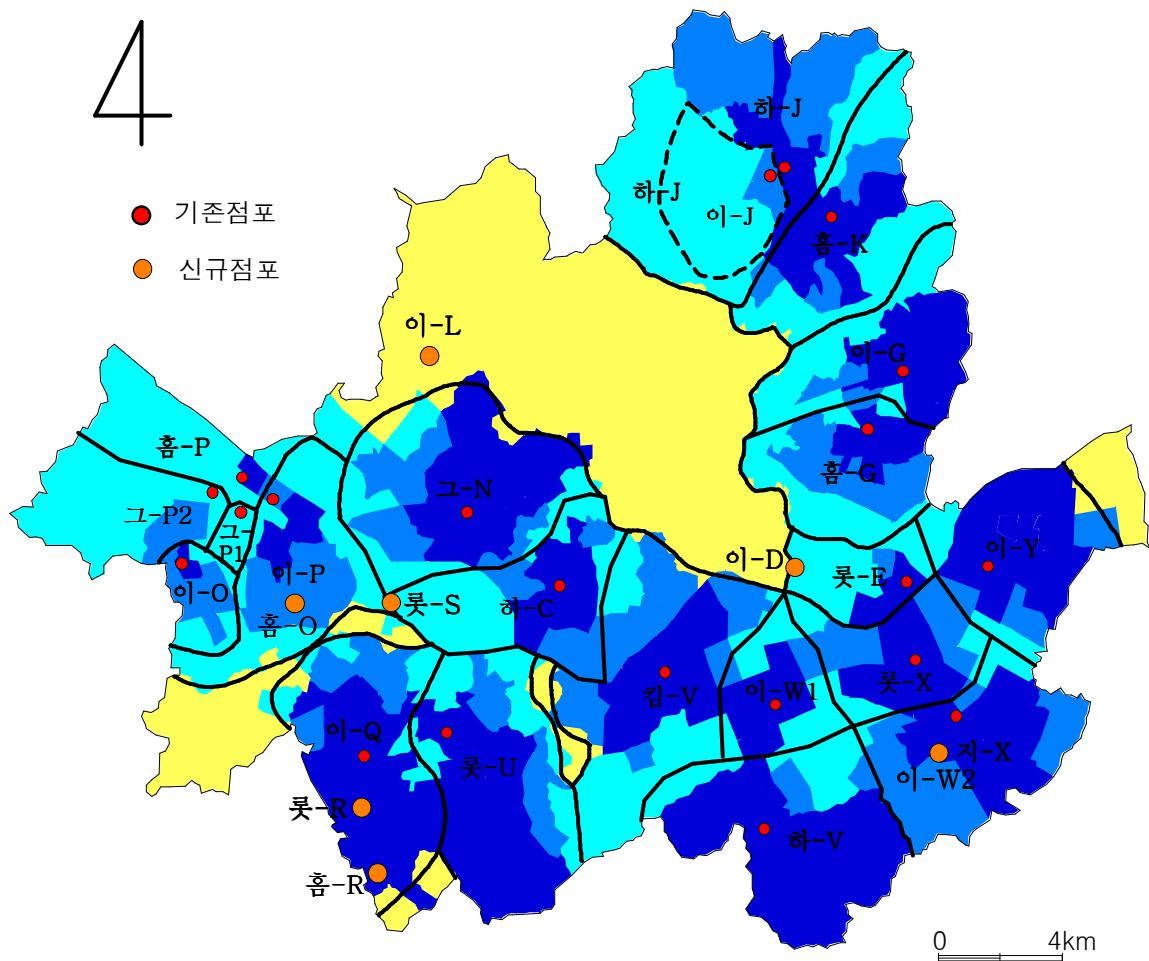 4
하-J
기존점포
하-J
이-J
홈-K
신규점포
이-L
이-G
홈-P
홈-G
그-N
그-P2
그-
P1
이-Y
이-D
롯-E
이-P
이-O
롯-S
하-C
홈-O
롯-X
이-W1
킴-V
이-Q
지-X
롯-U
이-W2
롯-R
하-V
홈-R
0
4km